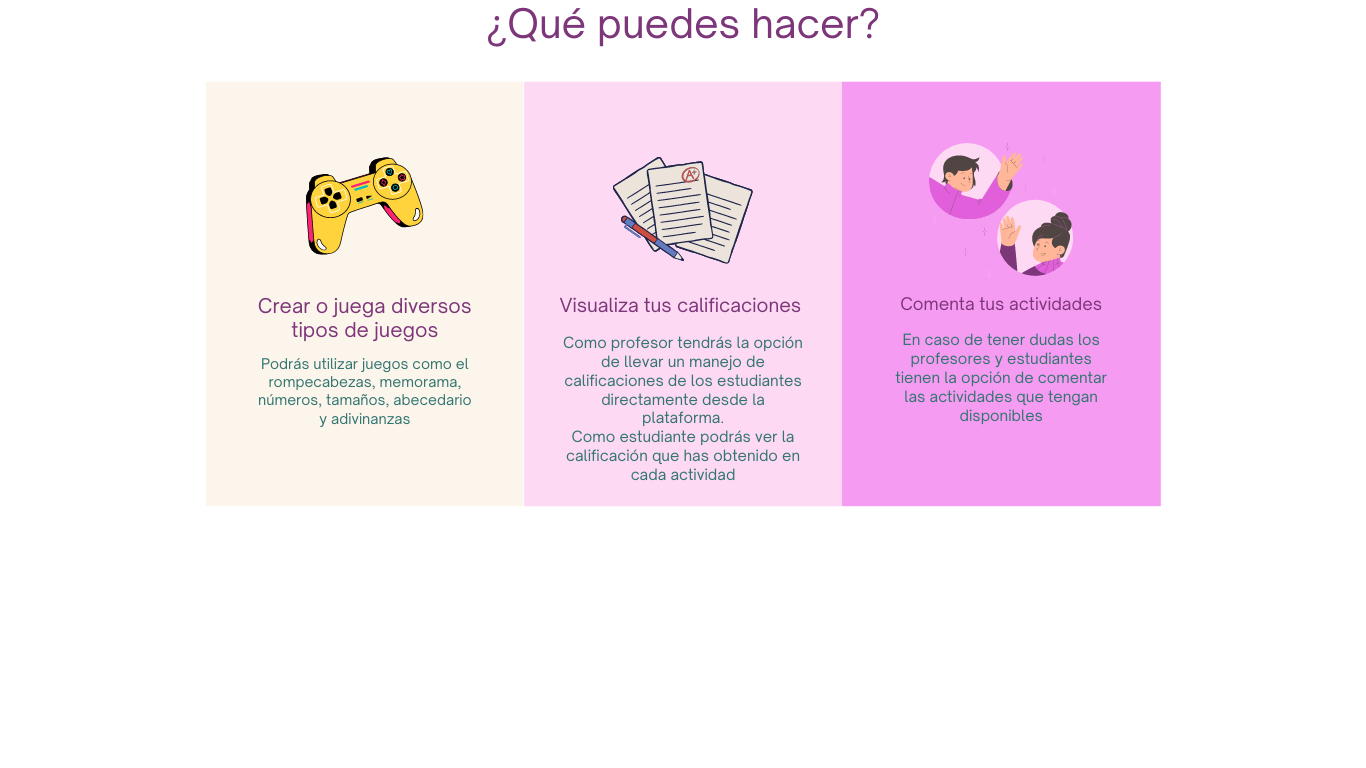 ¿Qué puedes hacer?
A+
Crear o juega diversos
tipos de juegos
Podrás utilizar juegos como el
rompecabezas, memorama,
números, tamaños, abecedario
y adivinanzas
Visualiza tus calificaciones
Como profesor tendrás la opción
de llevar un manejo de
calificaciones de los estudiantes
directamente desde la
plataforma.
Como estudiante podrás ver la
calificación que has obtenido en
cada actividad
Comenta tus actividades
En caso de tener dudas los
profesores y estudiantes
tienen la opción de comentar
las actividades que tengan
disponibles